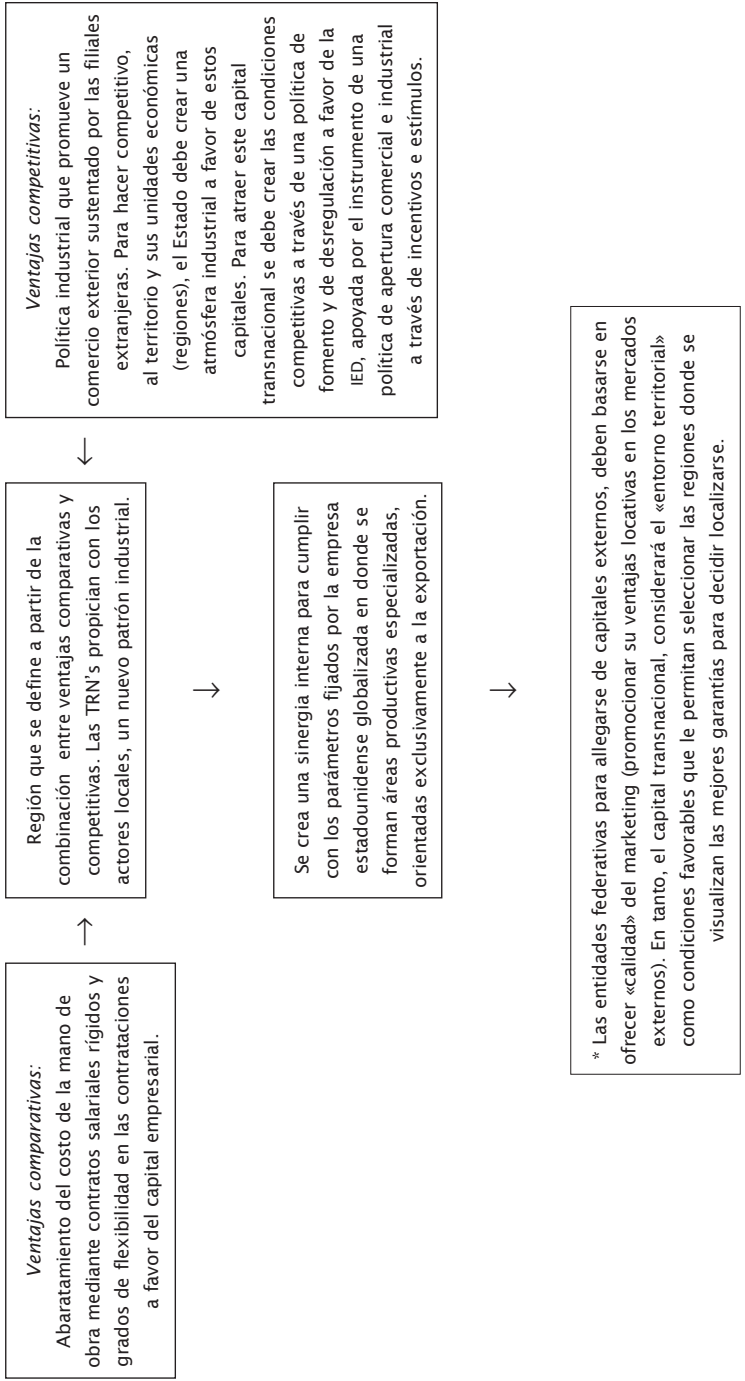 Ventajas comparativas:
Abaratamiento del costo de la mano de
obra mediante contratos salariales rígidos y
grados de flexibilidad en las contrataciones
a favor del capital empresarial.
→
Región que se define a partir de la
combinación entre ventajas comparativas y
competitivas. Las TRN's propician con los
actores locales, un nuevo patrón industrial.
←
Ventajas competitivas:
Política industrial que promueve un
comercio exterior sustentado por las filiales
extranjeras. Para hacer competitivo,
al territorio y sus unidades económicas
(regiones), el Estado debe crear una
atmósfera industrial a favor de estos
capitales. Para atraer este capital
transnacional se debe crear las condiciones
competitivas a través de una política de
fomento y de desregulación a favor de la
IED, apoyada por el instrumento de una
política de apertura comercial e industrial
a través de incentivos e estímulos.
↓
Se crea una sinergia interna para cumplir
con los parámetros fijados por la empresa
estadounidense globalizada en donde se
forman áreas productivas especializadas,
orientadas exclusivamente a la exportación.
↓
* Las entidades federativas para allegarse de capitales externos, deben basarse en
ofrecer «calidad» del marketing (promocionar su ventajas locativas en los mercados
externos). En tanto, el capital transnacional, considerará el «entorno territorial»
como condiciones favorables que le permitan seleccionar las regiones donde se
visualizan las mejores garantías para decidir localizarse.